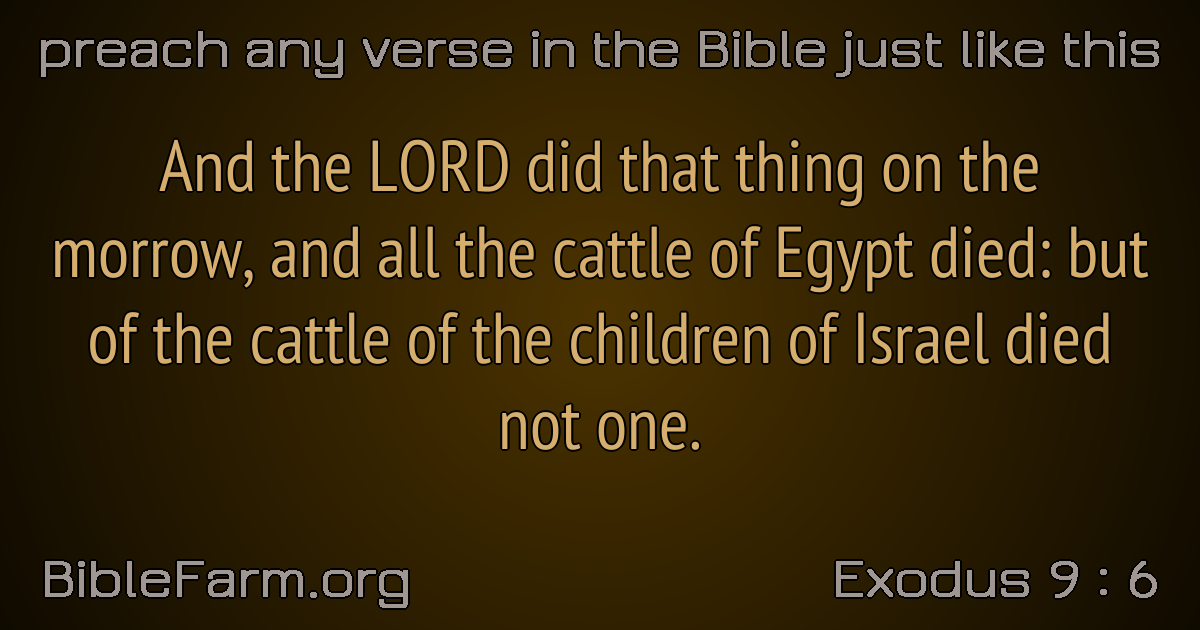 preach any verse in the Bible just like this
And the LORD did that thing on the
morrow, and all the cattle of Egypt died: but
of the cattle of the children of Israel died
not one.
BibleFarm.org
Exodus 9 : 6